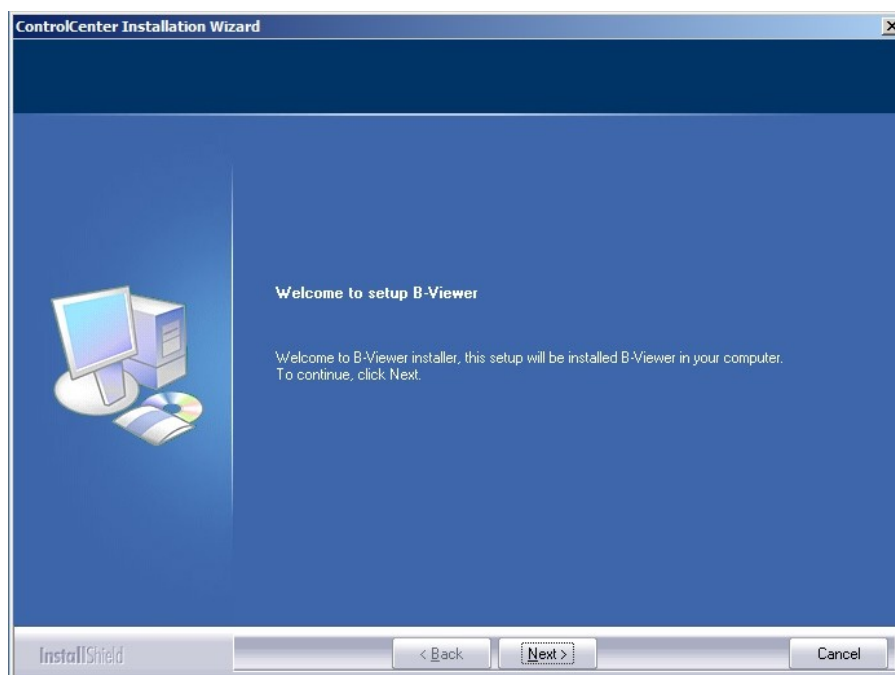 ControlCenter Installation Wizard
Welcome to setup B-Viewer
Welcome to B-Viewer installer, this setup will be installed B-Viewer in your computer.
To continue, click Next.
InstallShield
< Back
Next >
Cancel